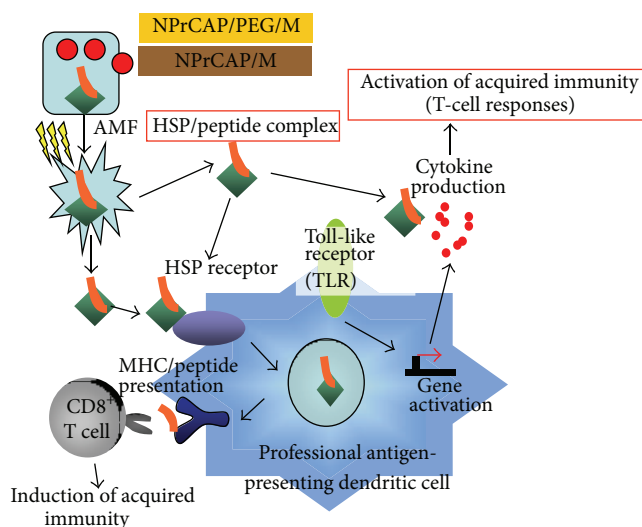 NPrCAP/PEG/M
NPrCAP/M
AMF
HSP/peptide complex
Activation of acquired immunity
(T-cell responses)
Cytokine
production
Toll-like
receptor
(TLR)
HSP receptor
MHC/peptide
presentation
Gene
activation
CD8+
T cell
Professional antigen-
presenting dendritic cell
Induction of acquired
immunity